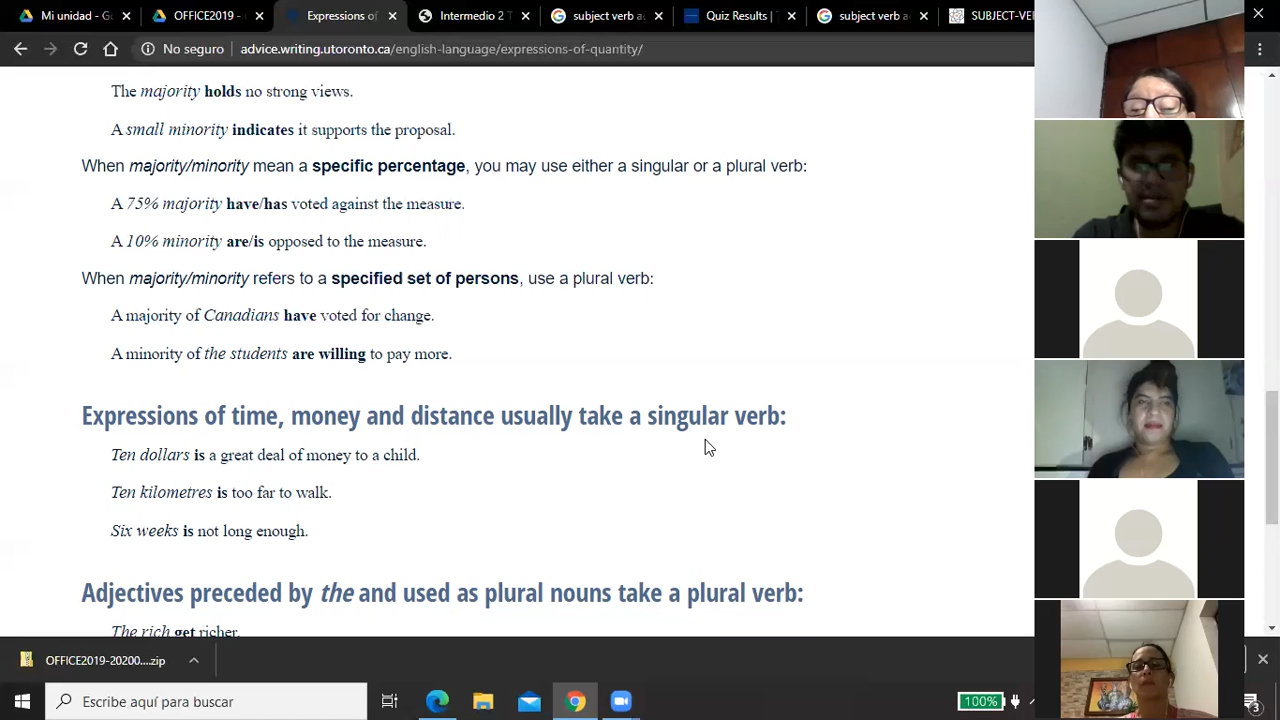 Mi unidad - G
OFFICE2019 -
Expressions of
Intermedio 2 T
subject verb a
Quiz Results |
subject verb a
SUBJECT-VE
No seguro
advice.writing.utoronto.ca/english-language/expressions-of-quantity/
The majority holds no strong views.
A small minority indicates it supports the proposal.
When majority/minority mean a specific percentage, you may use either a singular or a plural verb:
A 75% majority have/has voted against the measure.
A 10% minority are/is opposed to the measure.
When majority/minority refers to a specified set of persons, use a plural verb:
A majority of Canadians have voted for change.
A minority of the students are willing to pay more.
Expressions of time, money and distance usually take a singular verb:
Ten dollars is a great deal of money to a child.
Ten kilometres is too far to walk.
Six weeks is not long enough.
Adjectives preceded by the and used as plural nouns take a plural verb:
The rich get richer.
OFFICE2019-20200....zip
Escribe aquí para buscar
100%
3